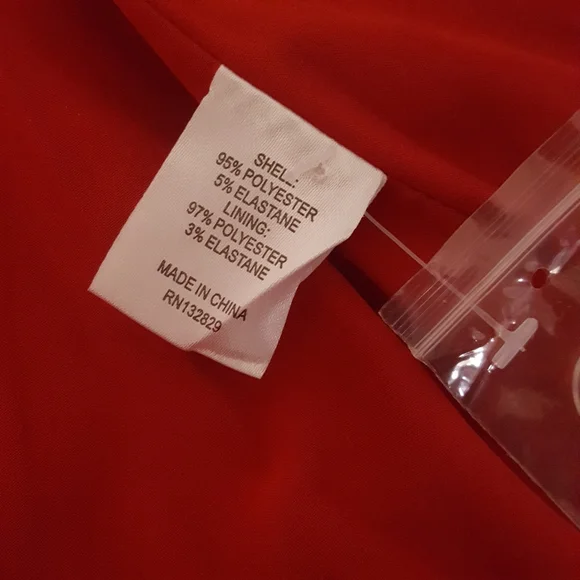 SHELL:
95% POLYESTER
5% ELASTANE
LINING:
97% POLYESTER
3% ELASTANE
MADE IN CHINA
RN132829